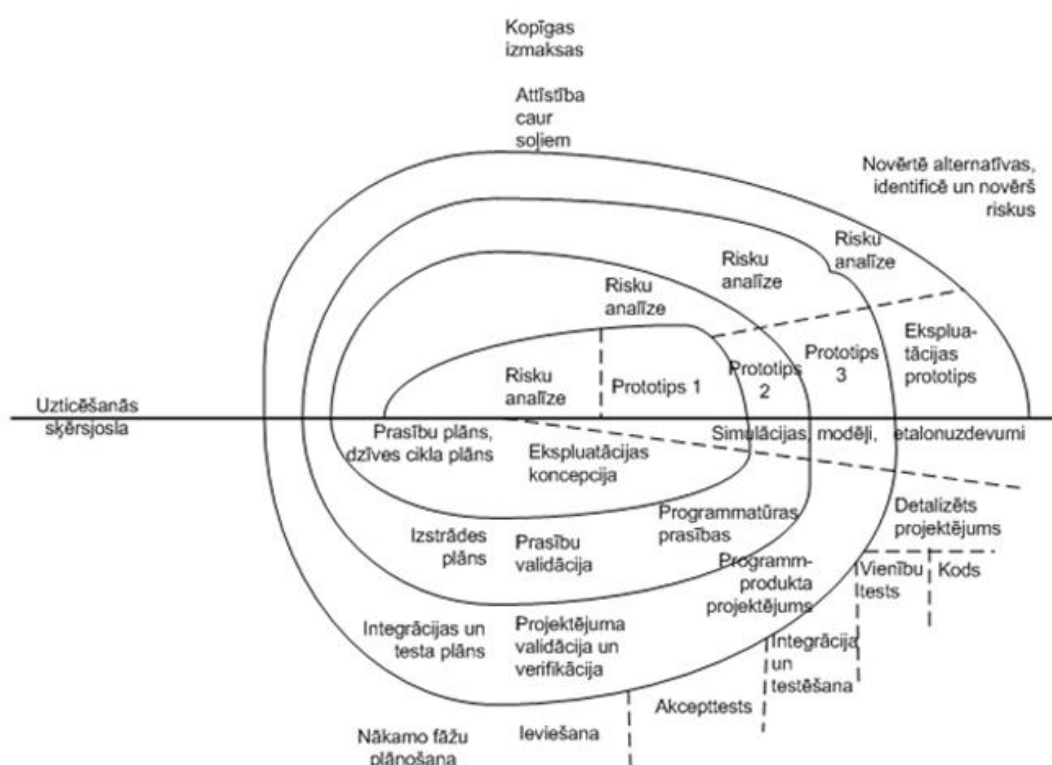 Kopīgas
izmaksas
Attīstība
caur
soļiem
Novērtē alternatīvas,
identificē un novērš
riskus
Risku
analīze
Risku
analīze
Risku
analīze
Risku
analīze
Prototips 1
Prototips
2
Prototips
3
Eksplua-
tācijas
prototips
Uzticēšanās
šķērsjosla
Prasību plāns,
dzīves cikla plāns
Ekspluatācijas
koncepcija
Simulācijas, modēļi, etalonuzdevumi
Izstrādes
plāns
Prasību
validācija
Programmatūras
prasības
Detalizēts
projektējums
Programm-
produkta
projektējums
Vienību
tests
Kods
Integrācijas un
testa plāns
Projektējuma
validācija un
verifikācija
Integrācija
un
testēšana
Akcepttests
Ieviešana
Nākamo fāžu
plānošana